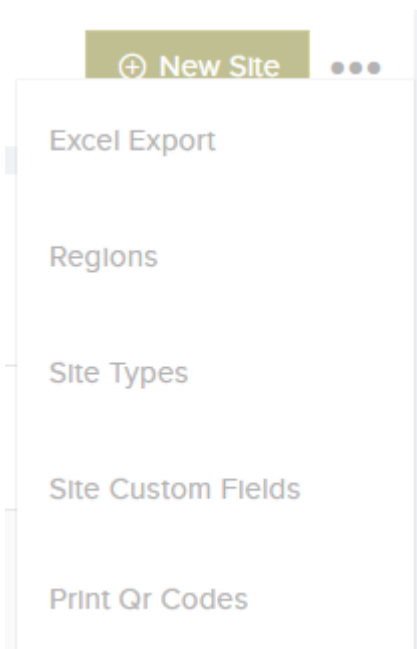 New Site
Excel Export
Regions
Site Types
Site Custom Fields
Print Qr Codes